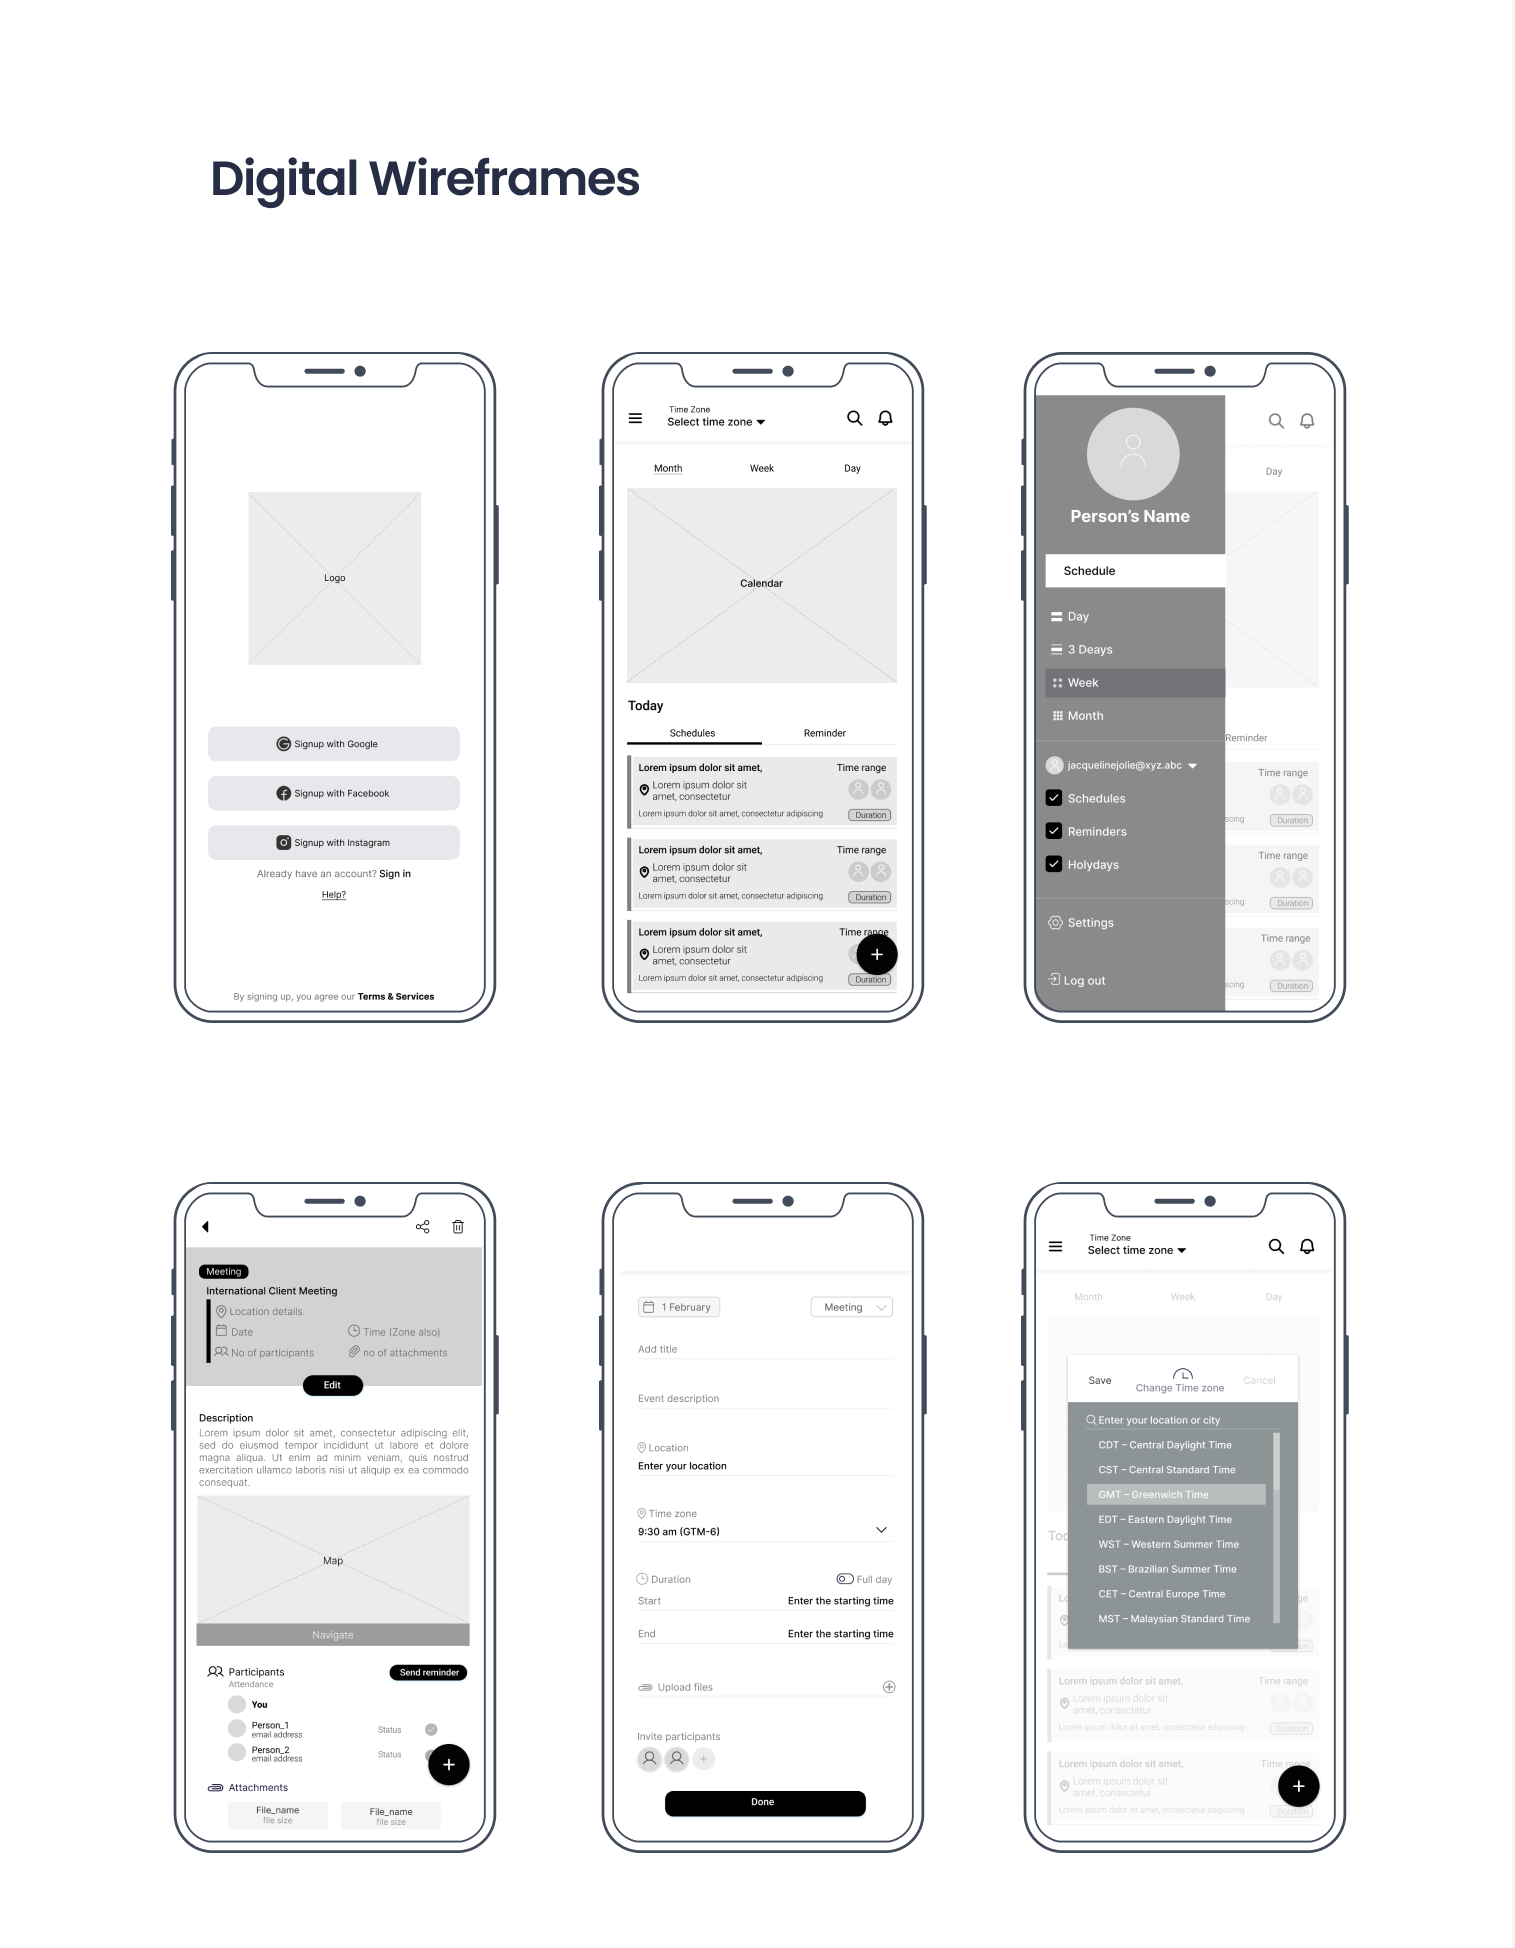 Digital Wireframes
Logo
Signup with Google
Signup with Facebook
Signup with Instagram
Already have an account? Sign in
Help?
By signing up, you agree our Terms & Services
Time Zone
Select time zone
Month Week Day
Calendar
Today
Schedules Reminder
Lorem ipsum dolor sit amet, Time range
Lorem ipsum dolor sit
amet, consectetur
Lorem ipsum dolor sit amet, consectetur adipiscing Duration
Lorem ipsum dolor sit amet, Time range
Lorem ipsum dolor sit
amet, consectetur
Lorem ipsum dolor sit amet, consectetur adipiscing Duration
Lorem ipsum dolor sit amet, Time range
Lorem ipsum dolor sit
amet, consectetur
Lorem ipsum dolor sit amet, consectetur adipiscing Duration
Person's Name
Schedule
Day
3 Deays
Week
Month
jacquelinejolie@xyz.abc
Schedules
Reminders
Holydays
Settings
Log out
Day
Reminder
Time range
scing Duration
Time range
scing Duration
Time range
scing Duration
Meeting
International Client Meeting
Location details
Date Time (Zone also)
No of participants no of attachments
Edit
Description
Lorem ipsum dolor sit amet, consectetur adipiscing elit,
sed do eiusmod tempor incididunt ut labore et dolore
magna aliqua. Ut enim ad minim veniam, quis nostrud
exercitation ullamco laboris nisi ut aliquip ex ea commodo
consequat.
Map
Navigate
Participants Send reminder
Attendance
You
Person_1
email address Status
Person_2
email address Status
Attachments
File_name File_name
file size file size
1 February Meeting
Add title
Event description
Location
Enter your location
Time zone
9:30 am (GTM-6)
Duration Full day
Start Enter the starting time
End Enter the starting time
Upload files
Invite participants
Done
Time Zone
Select time zone
Month Week Day
Save Change Time zone Cancel
Enter your location or city
CDT – Central Daylight Time
CST – Central Standard Time
GMT – Greenwich Time
EDT – Eastern Daylight Time
WST – Western Summer Time
BST – Brazilian Summer Time
CET – Central Europe Time
MST – Malaysian Standard Time
Lorem ipsum dolor sit amet, Time range
Lorem ipsum dolor sit
amet, consectetur
Lorem ipsum dolor sit amet, consectetur adipiscing Duration
Lorem ipsum dolor sit amet, Time range
Lorem ipsum dolor sit
amet, consectetur
Lorem ipsum dolor sit amet, consectetur adipiscing Duration